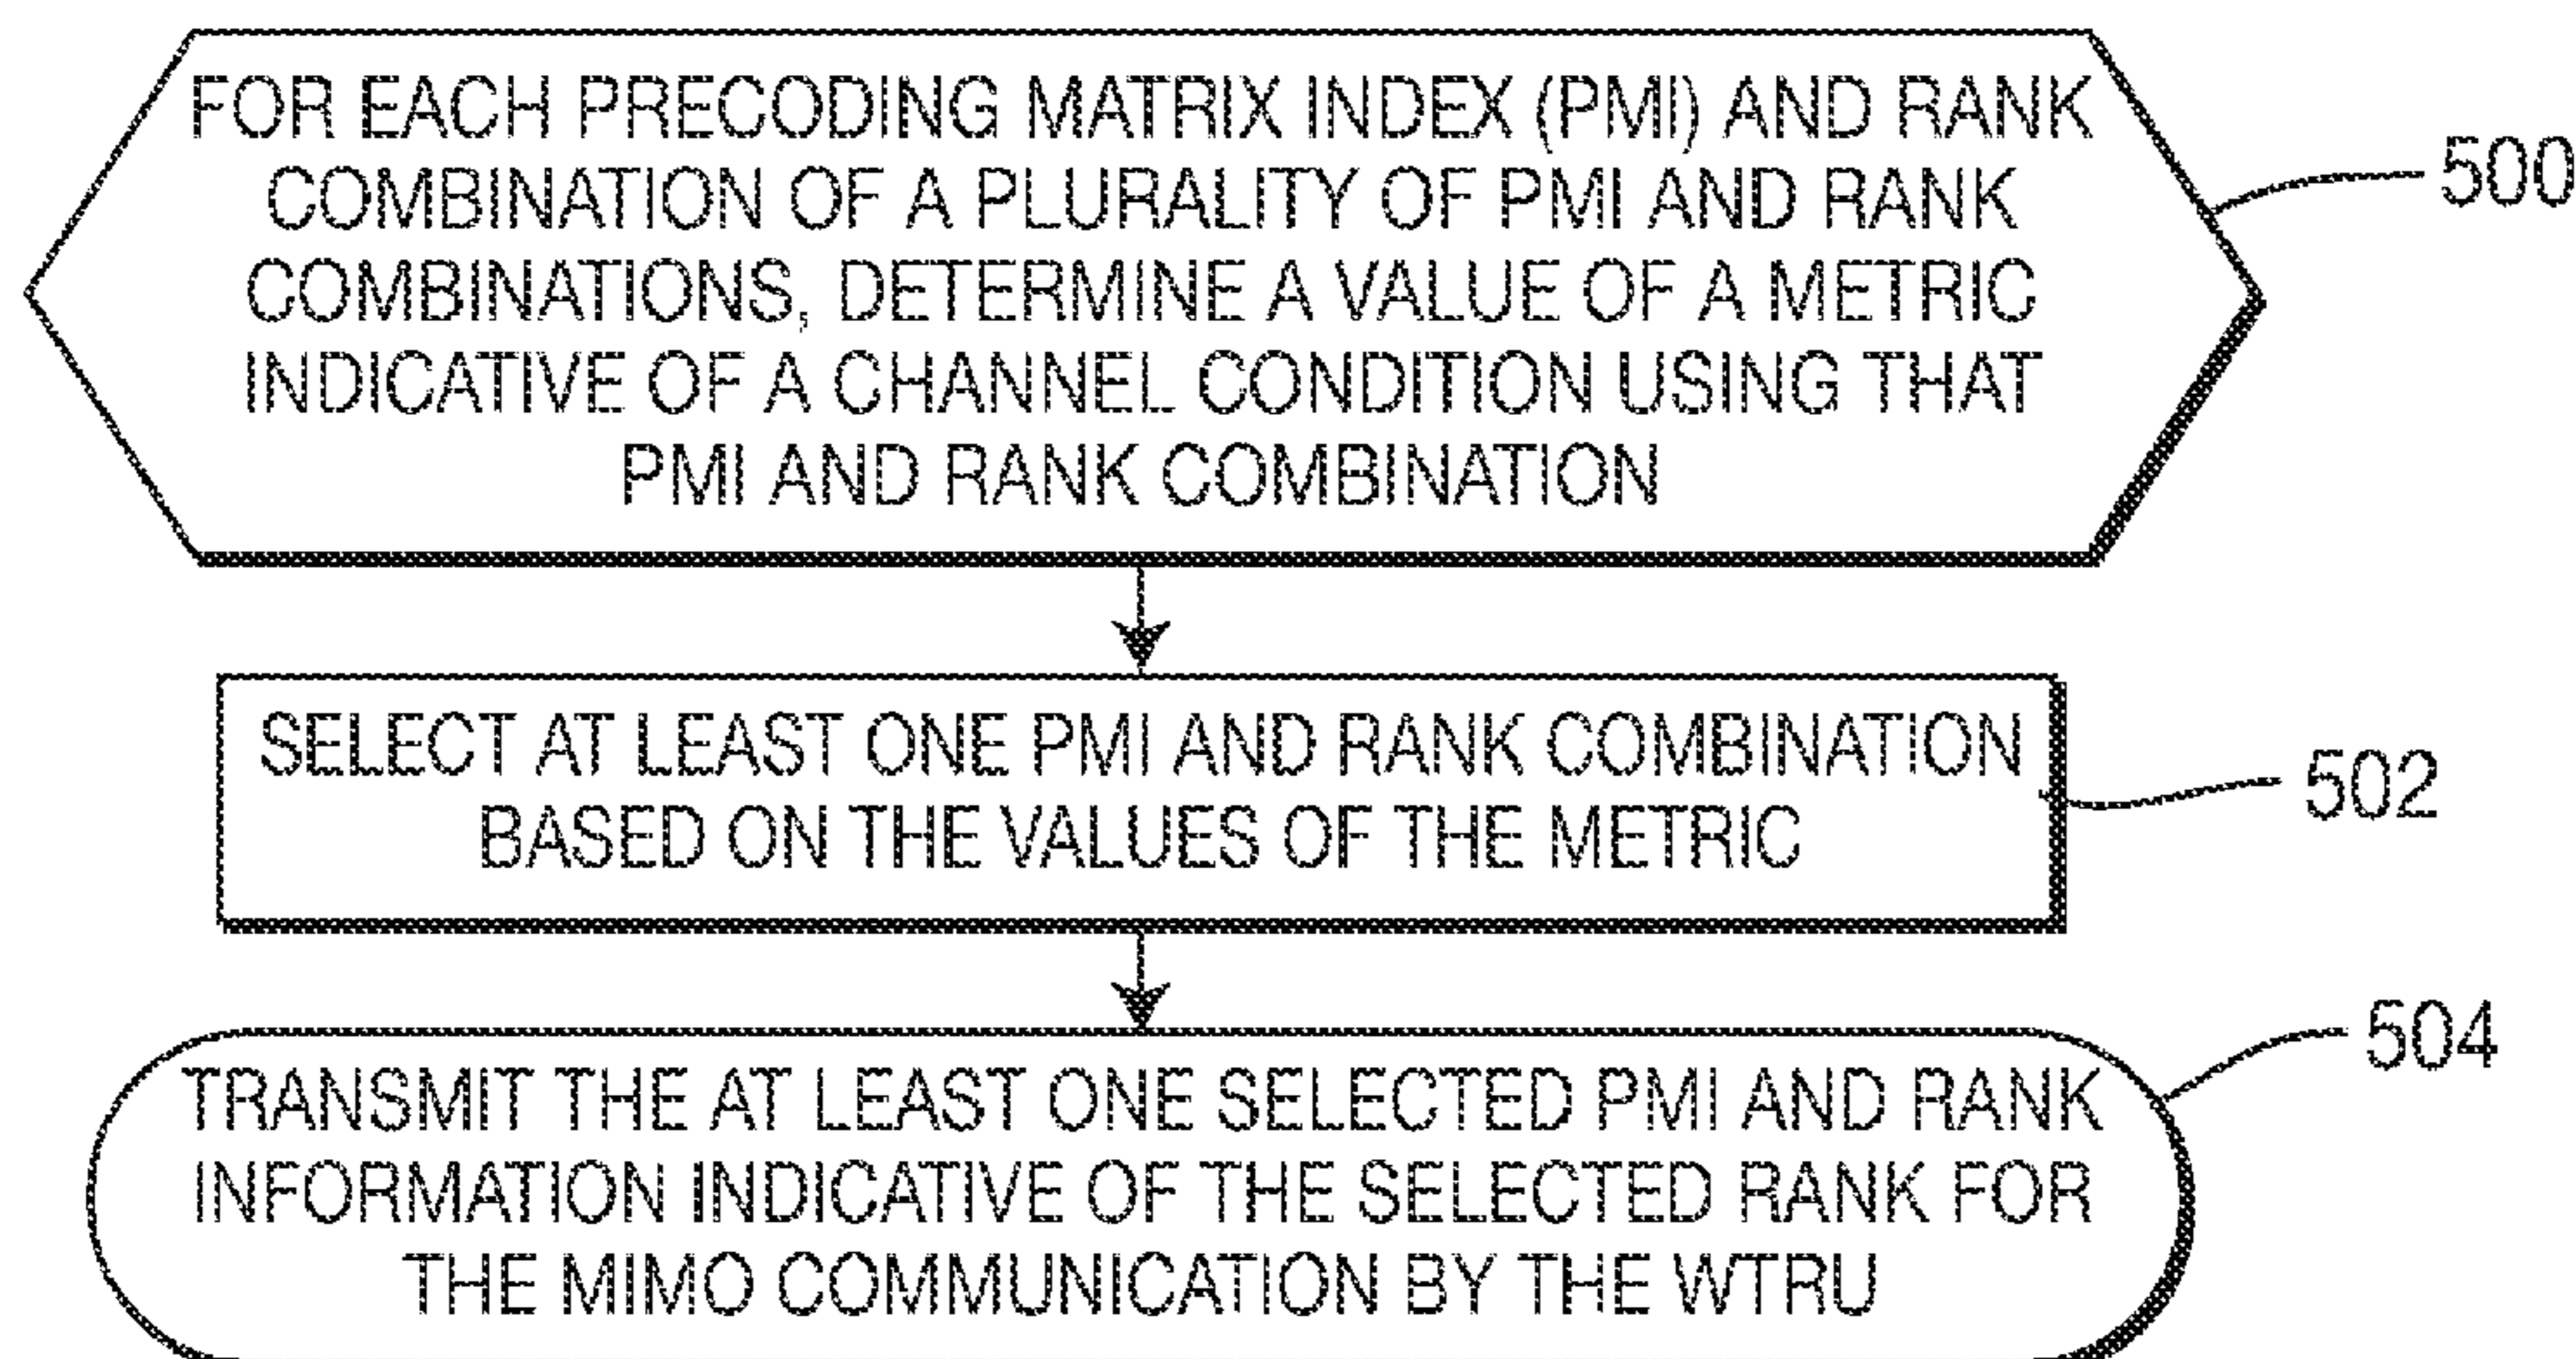 FOR EACH PRECODING MATRIX INDEX (PMI) AND RANK
COMBINATION OF A PLURALITY OF PMI AND RANK
COMBINATIONS, DETERMINE A VALUE OF A METRIC
INDICATIVE OF A CHANNEL CONDITION USING THAT
PMI AND RANK COMBINATION
500
SELECT AT LEAST ONE PMI AND RANK COMBINATION
BASED ON THE VALUES OF THE METRIC
502
TRANSMIT THE AT LEAST ONE SELECTED PMI AND RANK
INFORMATION INDICATIVE OF THE SELECTED RANK FOR
THE MIMO COMMUNICATION BY THE WTRU
504